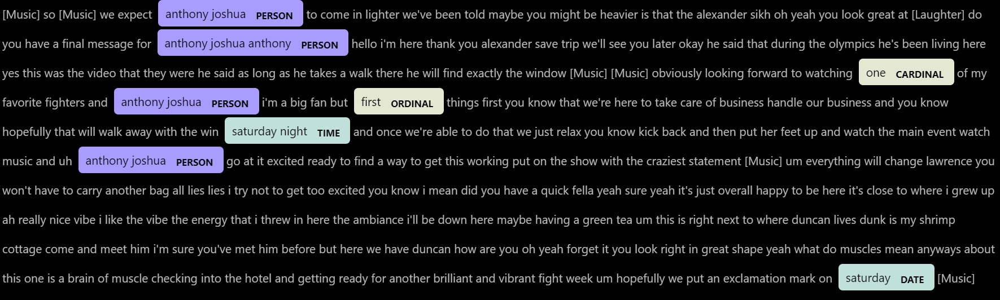 [Music] so [Music] we expect anthony joshua PERSON to come in lighter we've been told maybe you might be heavier is that the alexander sikh oh yeah you look great at [Laughter] do
you have a final message for anthony joshua anthony PERSON hello i'm here thank you alexander save trip we'll see you later okay he said that during the olympics he's been living here
yes this was the video that they were he said as long as he takes a walk there he will find exactly the window [Music] [Music] obviously looking forward to watching one CARDINAL of my
favorite fighters and anthony joshua PERSON i'm a big fan but first ORDINAL things first you know that we're here to take care of business handle our business and you know
hopefully that will walk away with the win saturday night TIME and once we're able to do that we just relax you know kick back and then put her feet up and watch the main event watch
music and uh anthony joshua PERSON go at it excited ready to find a way to get this working put on the show with the craziest statement [Music] um everything will change lawrence you
won't have to carry another bag all lies lies i try not to get too excited you know i mean did you have a quick fella yeah sure yeah it's just overall happy to be here it's close to where i grew up
ah really nice vibe i like the vibe the energy that i threw in here the ambiance i'll be down here maybe having a green tea um this is right next to where duncan lives dunk is my shrimp
cottage come and meet him i'm sure you've met him before but here we have duncan how are you oh yeah forget it you look right in great shape yeah what do muscles mean anyways about
this one is a brain of muscle checking into the hotel and getting ready for another brilliant and vibrant fight week um hopefully we put an exclamation mark on saturday DATE [Music]